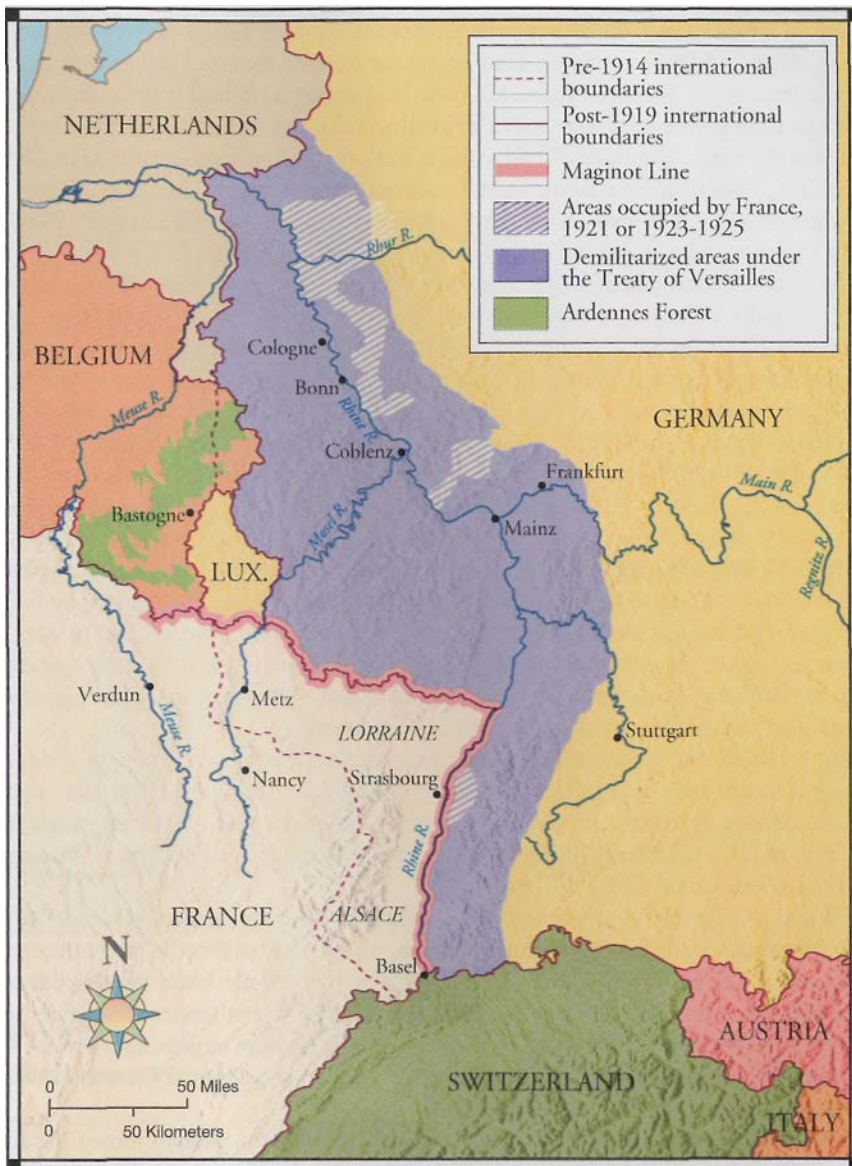 Pre-1914 international
boundaries
Post-1919 international
boundaries
Maginot Line
Areas occupied by France,
1921 or 1923-1925
Demilitarized areas under
the Treaty of Versailles
Ardennes Forest
NETHERLANDS
Rhur R.
BELGIUM
Cologne
Bonn
Meuse R.
Rhine R.
GERMANY
Coblenz
Frankfurt
Main R.
Bastogne
Mosel R.
Mainz
Regnitz R.
LUX.
Verdun
Metz
Meuse R.
LORRAINE
Stuttgart
Nancy
Strasbourg
Rhine R.
FRANCE
ALSACE
N
Basel
AUSTRIA
SWITZERLAND
ITALY
0 50 Miles
0 50 Kilometers